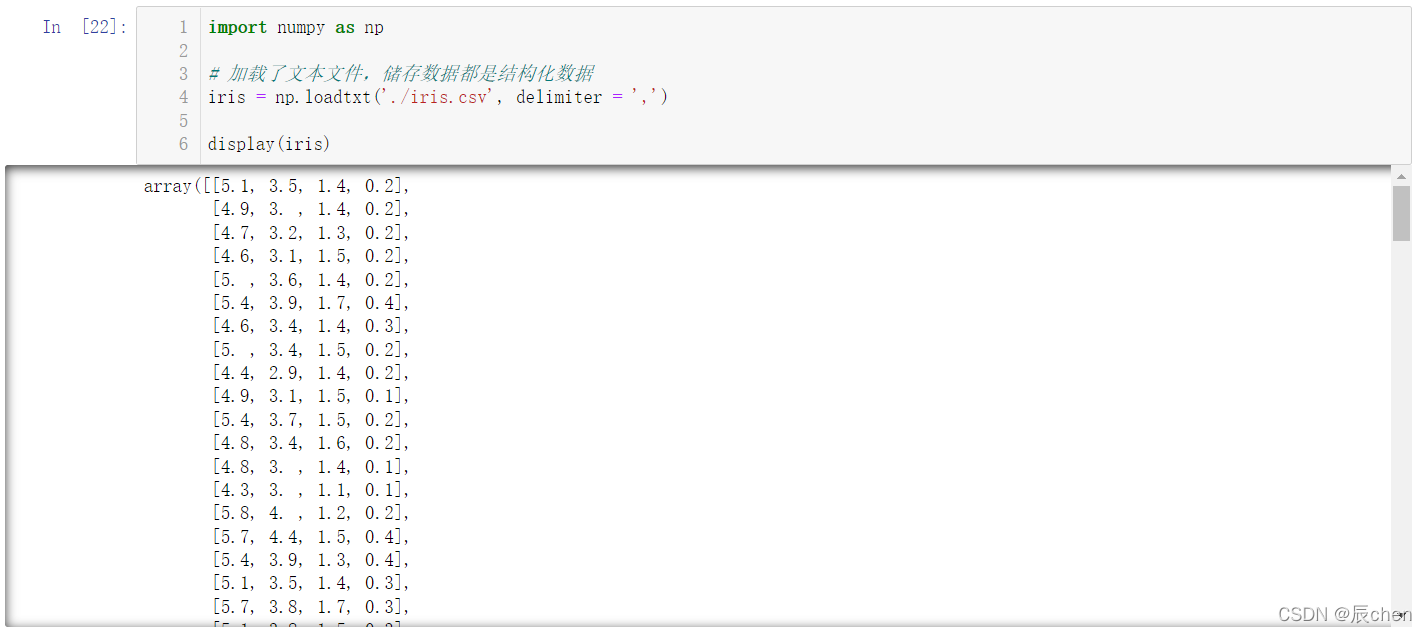 In [22]:
1 import numpy as np
2
3 # 加载了文本文件，储存数据都是结构化数据
4 iris = np.loadtxt('./iris.csv', delimiter = ',')
5
6 display(iris)
array([[5.1, 3.5, 1.4, 0.2],
[4.9, 3. , 1.4, 0.2],
[4.7, 3.2, 1.3, 0.2],
[4.6, 3.1, 1.5, 0.2],
[5. , 3.6, 1.4, 0.2],
[5.4, 3.9, 1.7, 0.4],
[4.6, 3.4, 1.4, 0.3],
[5. , 3.4, 1.5, 0.2],
[4.4, 2.9, 1.4, 0.2],
[4.9, 3.1, 1.5, 0.1],
[5.4, 3.7, 1.5, 0.2],
[4.8, 3.4, 1.6, 0.2],
[4.8, 3. , 1.4, 0.1],
[4.3, 3. , 1.1, 0.1],
[5.8, 4. , 1.2, 0.2],
[5.7, 4.4, 1.5, 0.4],
[5.4, 3.9, 1.3, 0.4],
[5.1, 3.5, 1.4, 0.3],
[5.7, 3.8, 1.7, 0.3],
CSDN @辰chen